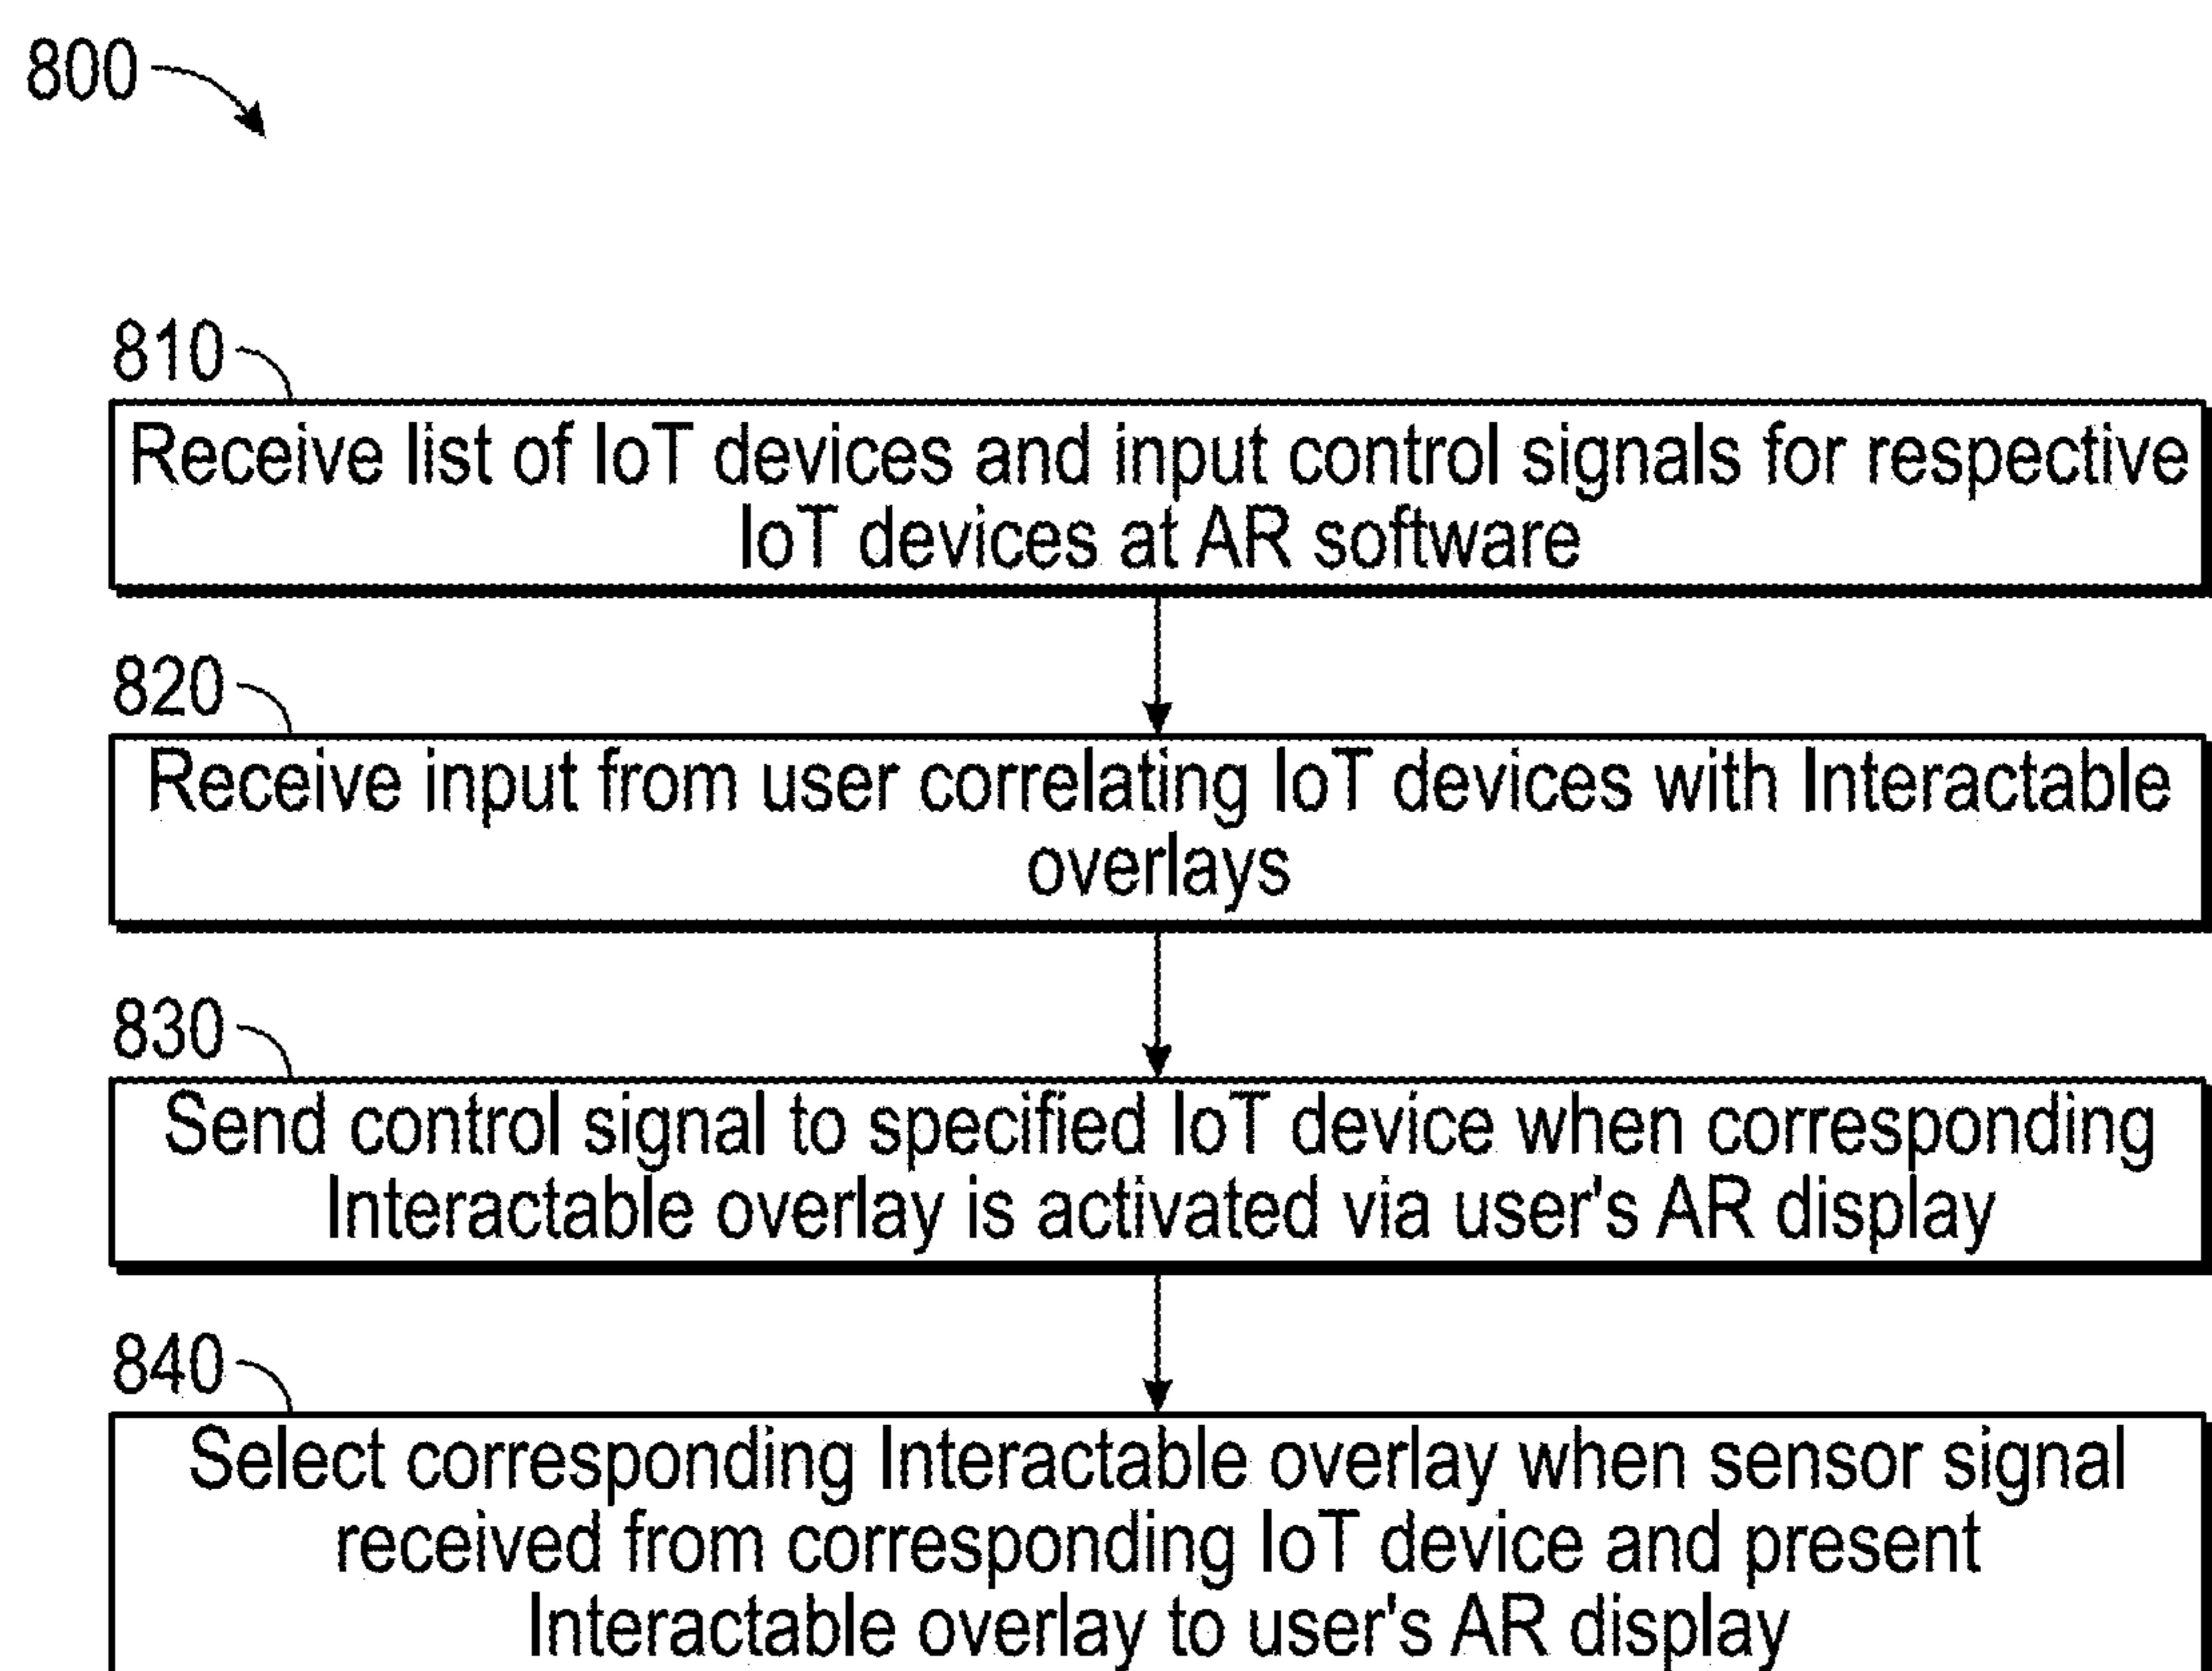 800
810
Receive list of IoT devices and input control signals for respective
IoT devices at AR software
820
Receive input from user correlating IoT devices with Interactable
overlays
830
Send control signal to specified IoT device when corresponding
Interactable overlay is activated via user's AR display
840
Select corresponding Interactable overlay when sensor signal
received from corresponding IoT device and present
Interactable overlay to user's AR display